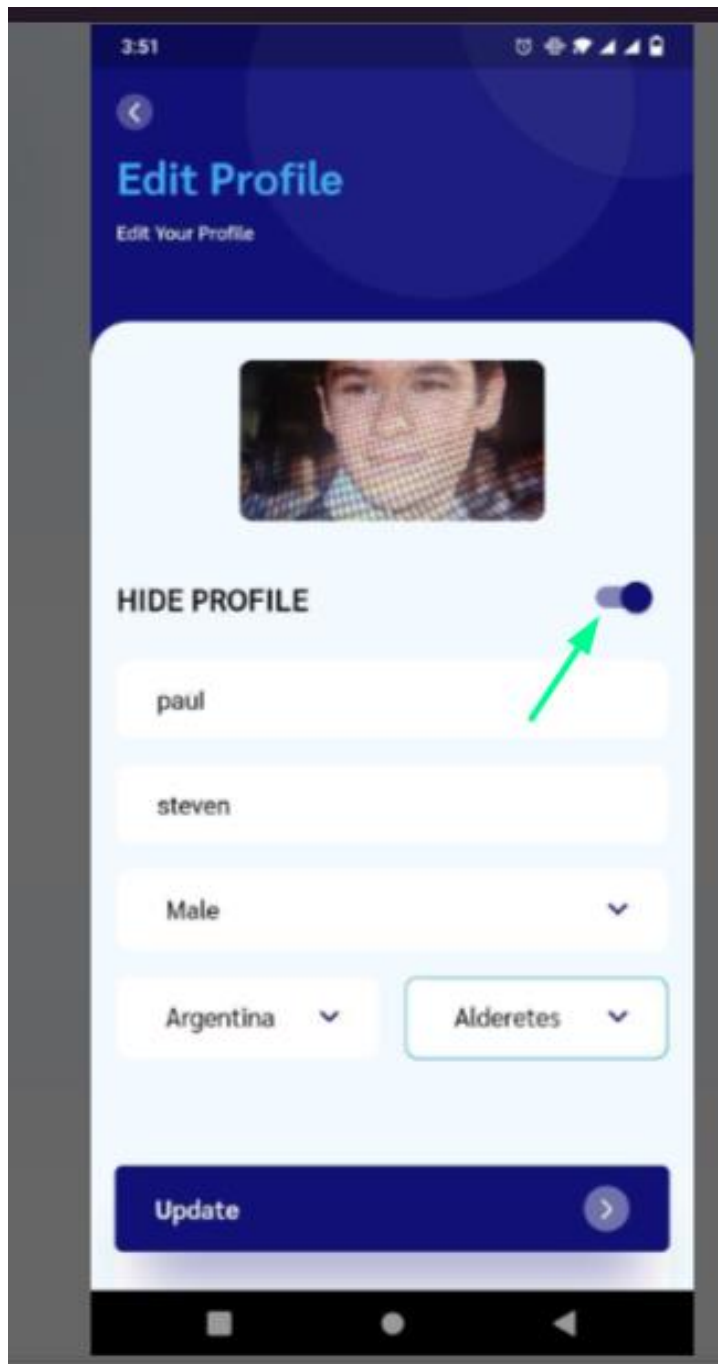 3:51
Edit Profile
Edit Your Profile
HIDE PROFILE
paul
steven
Male
Argentina
Alderetes
Update